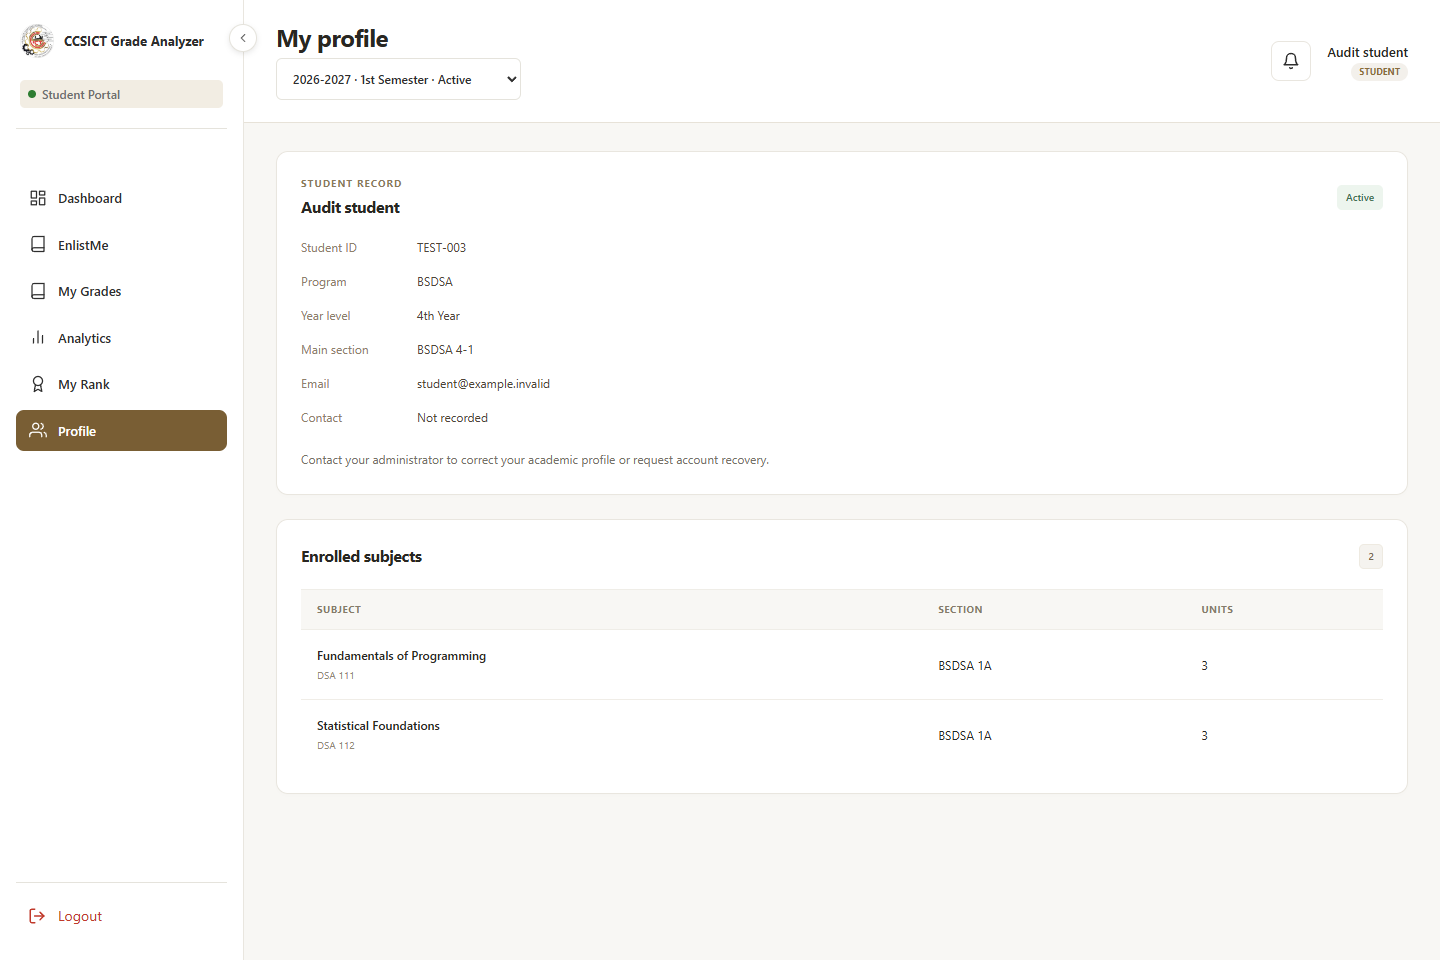 CCSICT Grade Analyzer
Student Portal
Dashboard
EnlistMe
My Grades
Analytics
My Rank
Profile
Logout
My profile
2026-2027 · 1st Semester · Active
Audit student
STUDENT
STUDENT RECORD
Audit student
Active
Student ID TEST-003
Program BSDSA
Year level 4th Year
Main section BSDSA 4-1
Email student@example.invalid
Contact Not recorded
Contact your administrator to correct your academic profile or request account recovery.
Enrolled subjects 2
SUBJECT SECTION UNITS
Fundamentals of Programming
DSA 111
BSDSA 1A 3
Statistical Foundations
DSA 112
BSDSA 1A 3